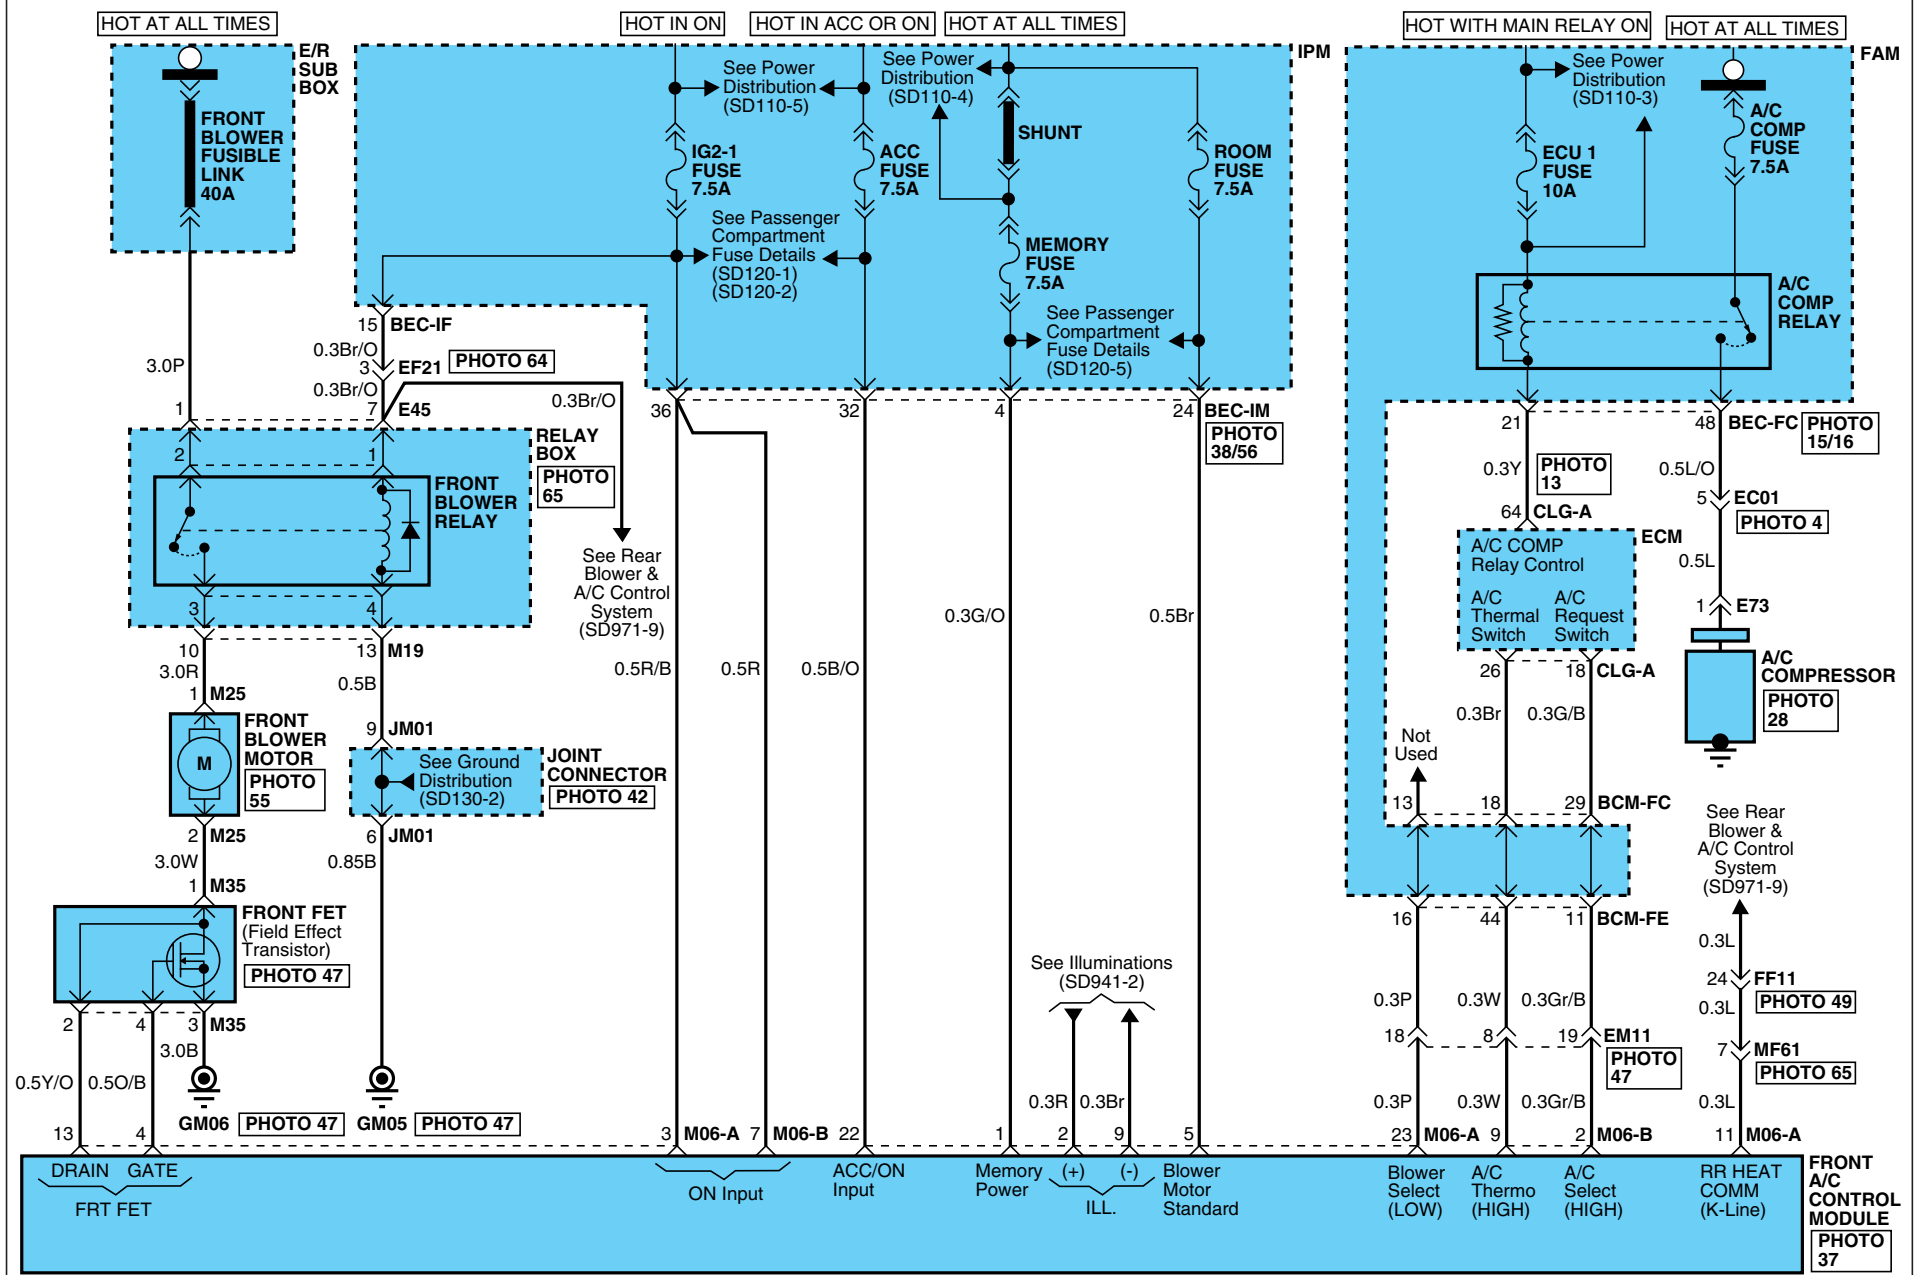 HOT AT ALL TIMES
HOT IN ON
HOT IN ACC OR ON
HOT AT ALL TIMES
HOT WITH MAIN RELAY ON
HOT AT ALL TIMES
E/R
SUB
BOX
FRONT
BLOWER
FUSIBLE
LINK
40A
IPM
See Power
Distribution
(SD110-5)
See Power
Distribution
(SD110-4)
SHUNT
IG2-1
FUSE
7.5A
ACC
FUSE
7.5A
ROOM
FUSE
7.5A
See Passenger
Compartment
Fuse Details
(SD120-1)
(SD120-2)
MEMORY
FUSE
7.5A
See Passenger
Compartment
Fuse Details
(SD120-5)
FAM
See Power
Distribution
(SD110-3)
A/C
COMP
FUSE
7.5A
ECU 1
FUSE
10A
A/C
COMP
RELAY
15 BEC-IF
0.3Br/O
3 EF21
PHOTO 64
0.3Br/O
3.0P
1
7 E45
0.3Br/O
36
32
4
24 BEC-IM
PHOTO
38/56
21
48 BEC-FC
PHOTO
15/16
RELAY
BOX
PHOTO
65
2
1
FRONT
BLOWER
RELAY
3
4
See Rear
Blower &
A/C Control
System
(SD971-9)
10
13 M19
3.0R
0.5B
1 M25
FRONT
BLOWER
MOTOR
PHOTO
55
M
9 JM01
See Ground
Distribution
(SD130-2)
JOINT
CONNECTOR
PHOTO 42
2 M25
6 JM01
3.0W
0.85B
1 M35
FRONT FET
(Field Effect
Transistor)
PHOTO 47
2
4
3 M35
3.0B
0.5Y/O
0.5O/B
GM06
PHOTO 47
GM05
PHOTO 47
0.5R/B
0.5R
0.5B/O
0.3G/O
0.5Br
0.3Y
PHOTO
13
0.5L/O
5 EC01
PHOTO 4
64 CLG-A
ECM
A/C COMP
Relay Control
A/C
Thermal
Switch
A/C
Request
Switch
0.5L
1 E73
A/C
COMPRESSOR
PHOTO
28
26
18 CLG-A
0.3Br
0.3G/B
Not
Used
13
18
29 BCM-FC
16
44
11 BCM-FE
See Rear
Blower &
A/C Control
System
(SD971-9)
0.3L
24 FF11
PHOTO 49
0.3L
7 MF61
PHOTO 65
0.3L
0.3P
0.3W
0.3Gr/B
18
8
19 EM11
PHOTO
47
0.3P
0.3W
0.3Gr/B
See Illuminations
(SD941-2)
0.3R
0.3Br
13
4
3 M06-A
7 M06-B
22
1
2
9
5
23 M06-A
9
2 M06-B
11 M06-A
DRAIN
GATE
FRT FET
ON Input
ACC/ON
Input
Memory
Power
(+)
(-)
ILL.
Blower
Motor
Standard
Blower
Select
(LOW)
A/C
Thermo
(HIGH)
A/C
Select
(HIGH)
RR HEAT
COMM
(K-Line)
FRONT
A/C
CONTROL
MODULE
PHOTO
37